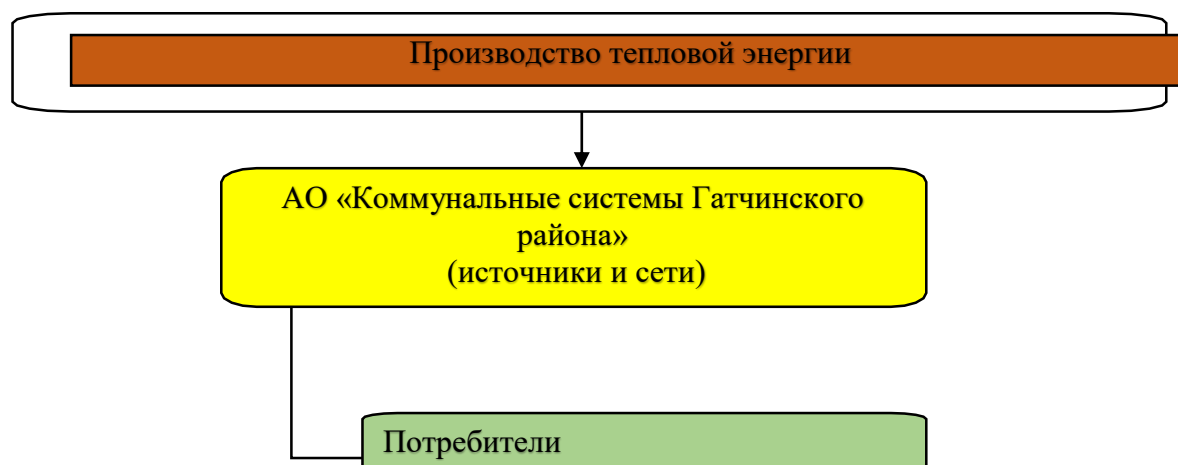 Производство тепловой энергии
АО «Коммунальные системы Гатчинского
района»
(источники и сети)
Потребители